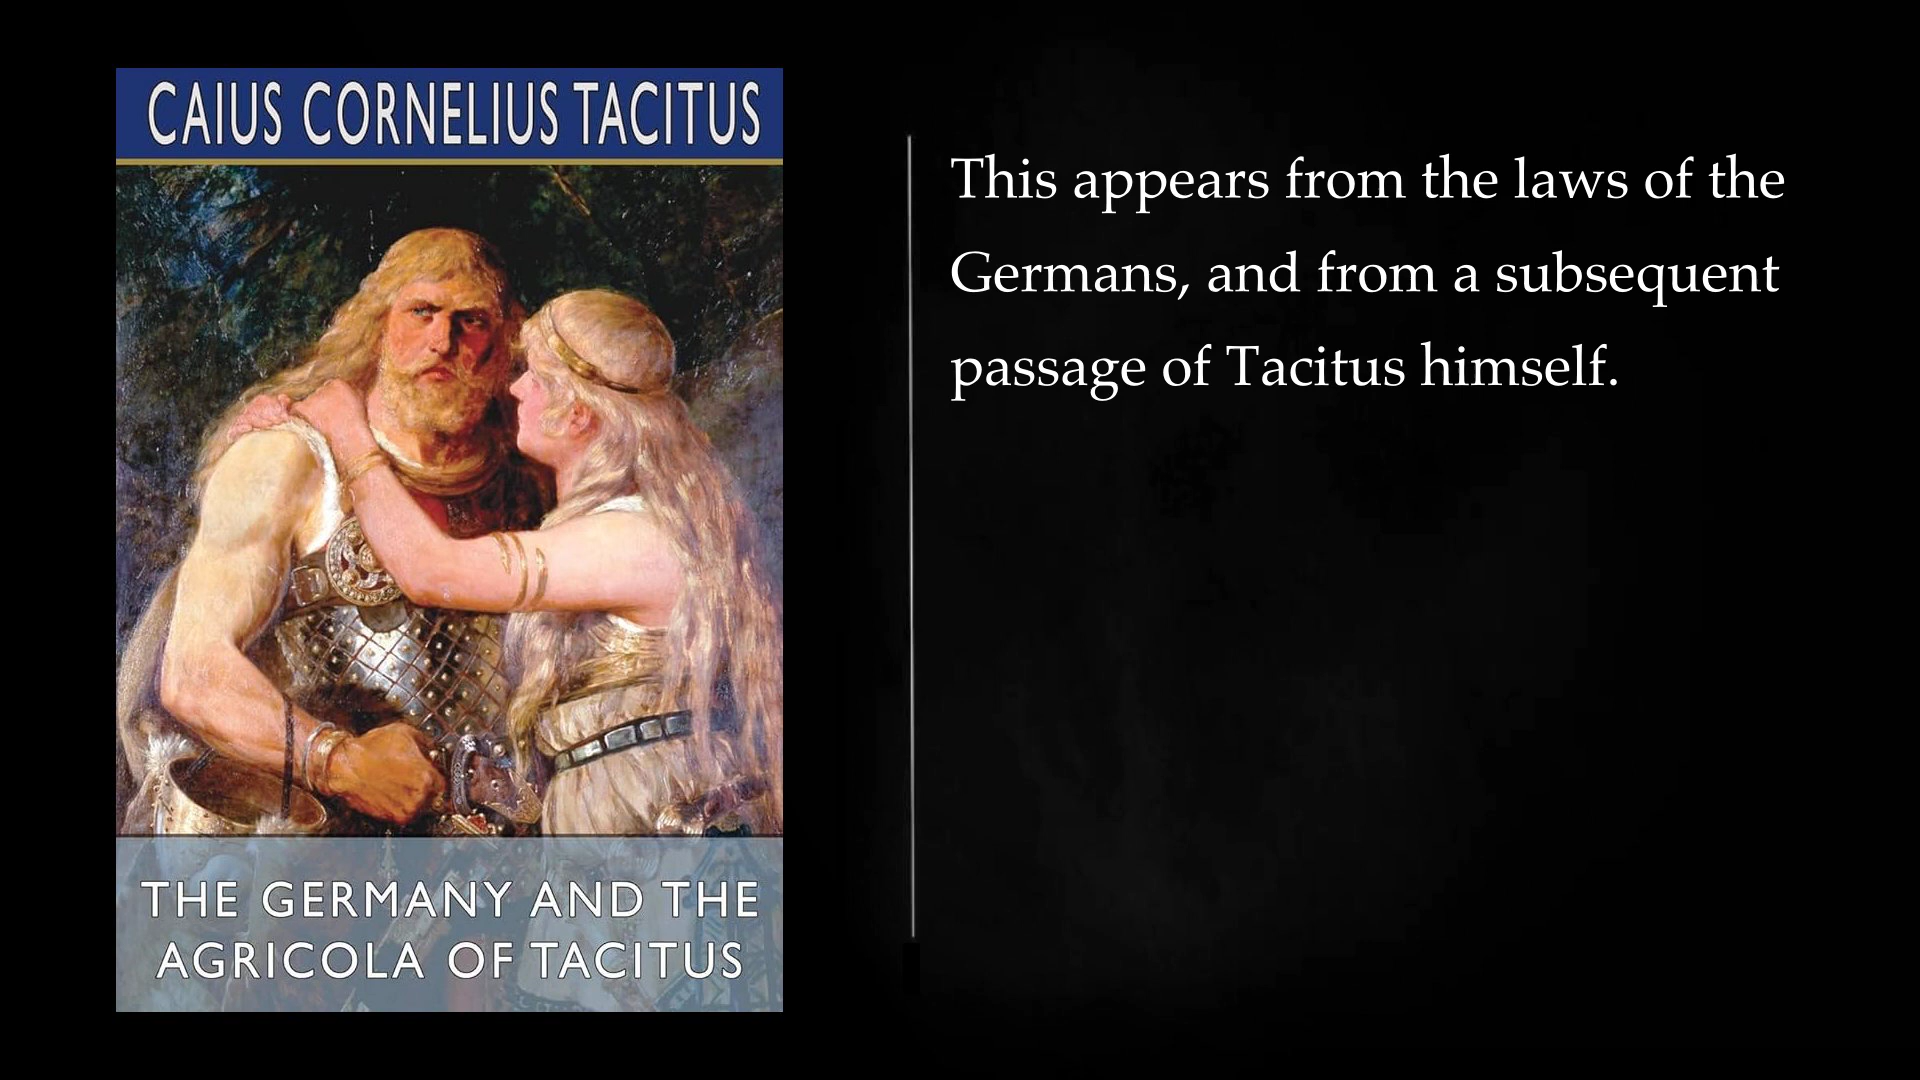 CAIUS CORNELIUS TACITUS
THE GERMANY AND THE
AGRICOLA OF TACITUS
This appears from the laws of the
Germans, and from a subsequent
passage of Tacitus himself.